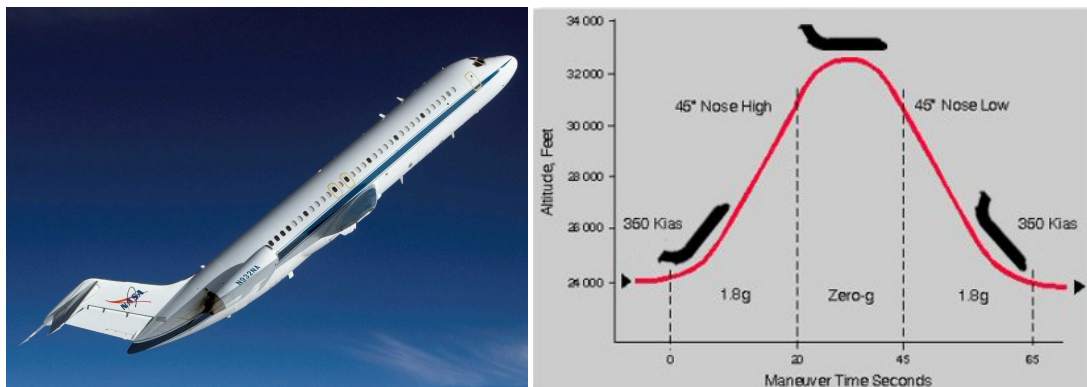 NASA
N932NA
34 000
32 000
30 000
28 000
26 000
24 000
Altitude, Feet
45° Nose High
45° Nose Low
350 Kias
350 Kias
1.8g
Zero-g
1.8g
0
20
45
65
Maneuver Time Seconds